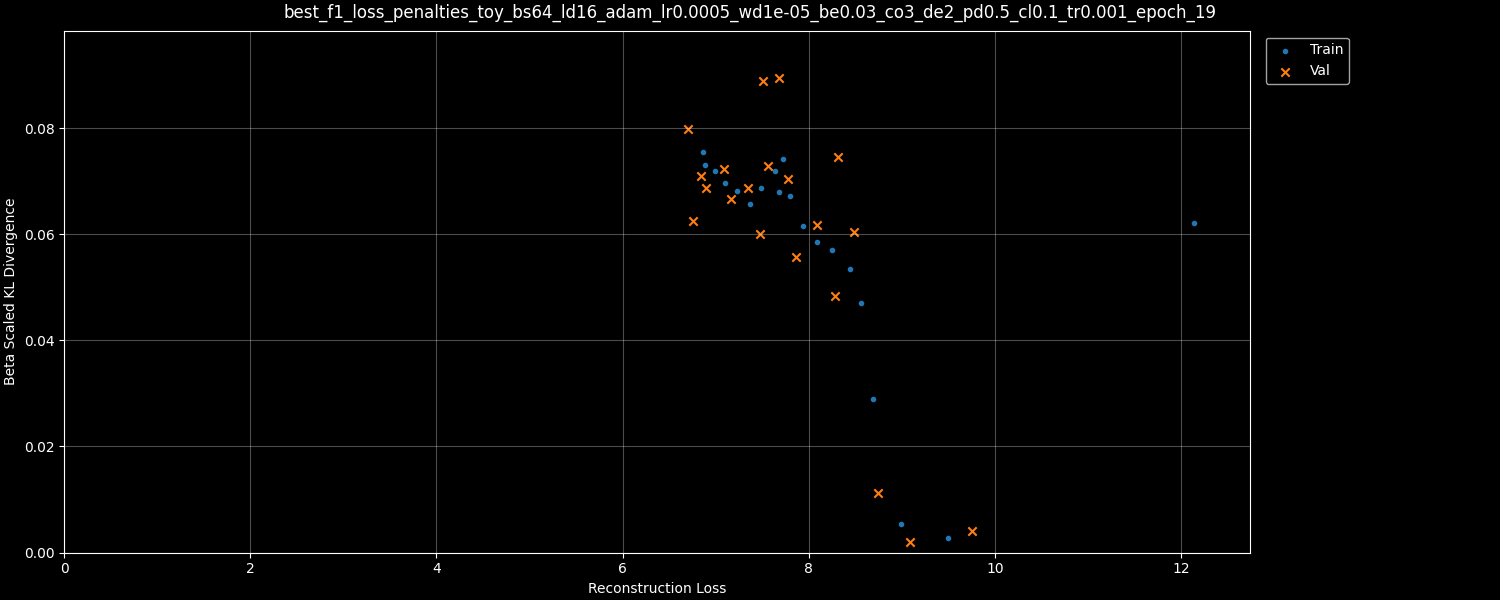 best_f1_loss_penalties_toy_bs64_ld16_adam_lr0.0005_wd1e-05_be0.03_co3_de2_pd0.5_cl0.1_tr0.001_epoch_19
Train
Val
Beta Scaled KL Divergence
0.08
0.06
0.04
0.02
0.00
0
2
4
6
8
10
12
Reconstruction Loss